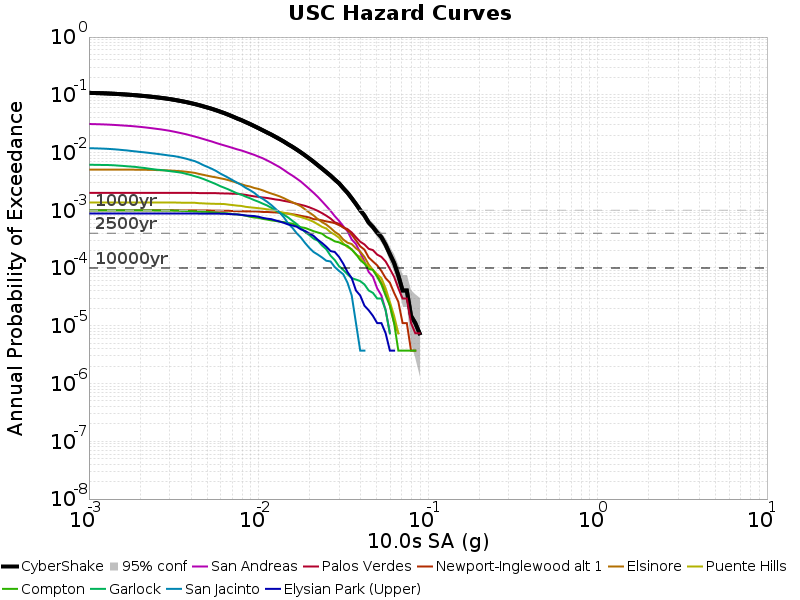 USC Hazard Curves
Annual Probability of Exceedance
10^0
10^-1
10^-2
10^-3
10^-4
10^-5
10^-6
10^-7
10^-8
1000yr
2500yr
10000yr
10^-3 10^-2 10^-1 10^0 10^1
10.0s SA (g)
CyberShake 95% conf San Andreas Palos Verdes Newport-Inglewood alt 1 Elsinore Puente Hills
Compton Garlock San Jacinto Elysian Park (Upper)